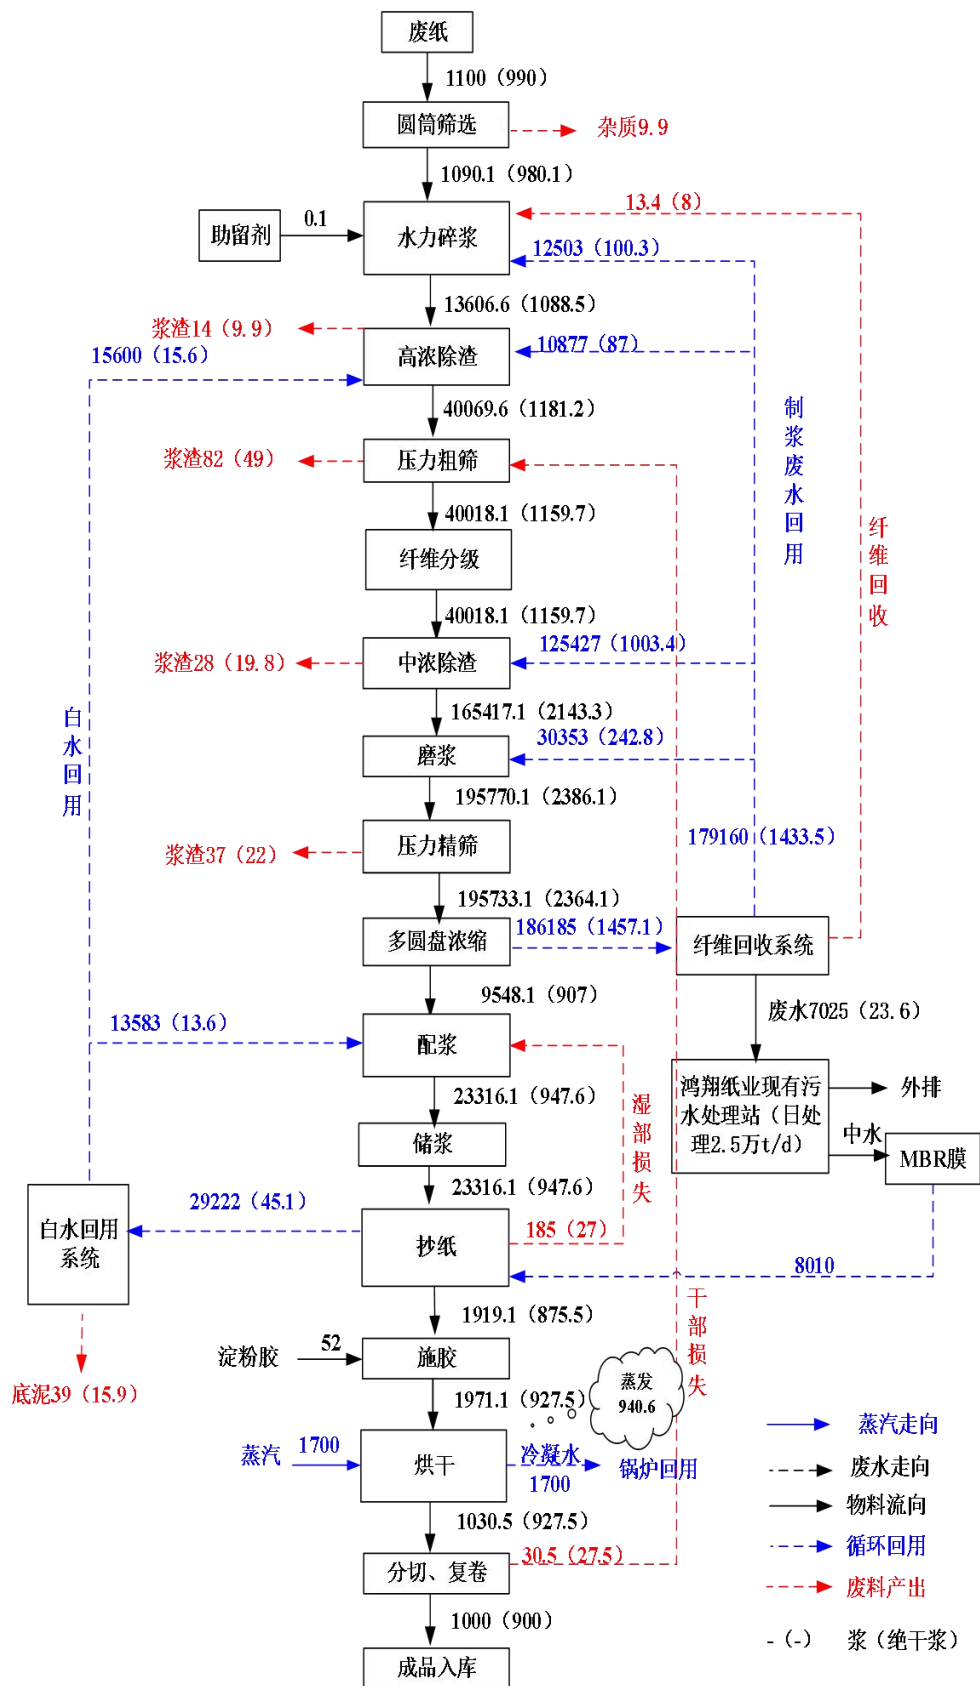 废纸
1100（990）
圆筒筛选
杂质9.9
1090.1（980.1）
13.4（8）
助留剂
0.1
水力碎浆
12503（100.3）
13606.6（1088.5）
浆渣14（9.9）
15600（15.6）
高浓除渣
10877（87）
40069.6（1181.2）
制浆废水回用
浆渣82（49）
压力粗筛
40018.1（1159.7）
纤维回收
纤维分级
40018.1（1159.7）
浆渣28（19.8）
中浓除渣
125427（1003.4）
165417.1（2143.3）
白水回用
30353（242.8）
磨浆
195770.1（2386.1）
179160（1433.5）
浆渣37（22）
压力精筛
195733.1（2364.1）
186185（1457.1）
多圆盘浓缩
纤维回收系统
9548.1（907）
废水7025（23.6）
13583（13.6）
配浆
鸿翔纸业现有污
水处理站（日处
理2.5万t/d）
外排
中水
MBR膜
23316.1（947.6）
湿部损失
储浆
23316.1（947.6）
29222（45.1）
白水回用
系统
抄纸
185（27）
8010
1919.1（875.5）
干部损失
淀粉胶
52
施胶
底泥39（15.9）
1971.1（927.5）
蒸发
940.6
蒸汽
1700
烘干
冷凝水
1700
锅炉回用
1030.5（927.5）
分切、复卷
30.5（27.5）
1000（900）
成品入库
蒸汽走向
废水走向
物料流向
循环回用
废料产出
-（-） 浆（绝干浆）